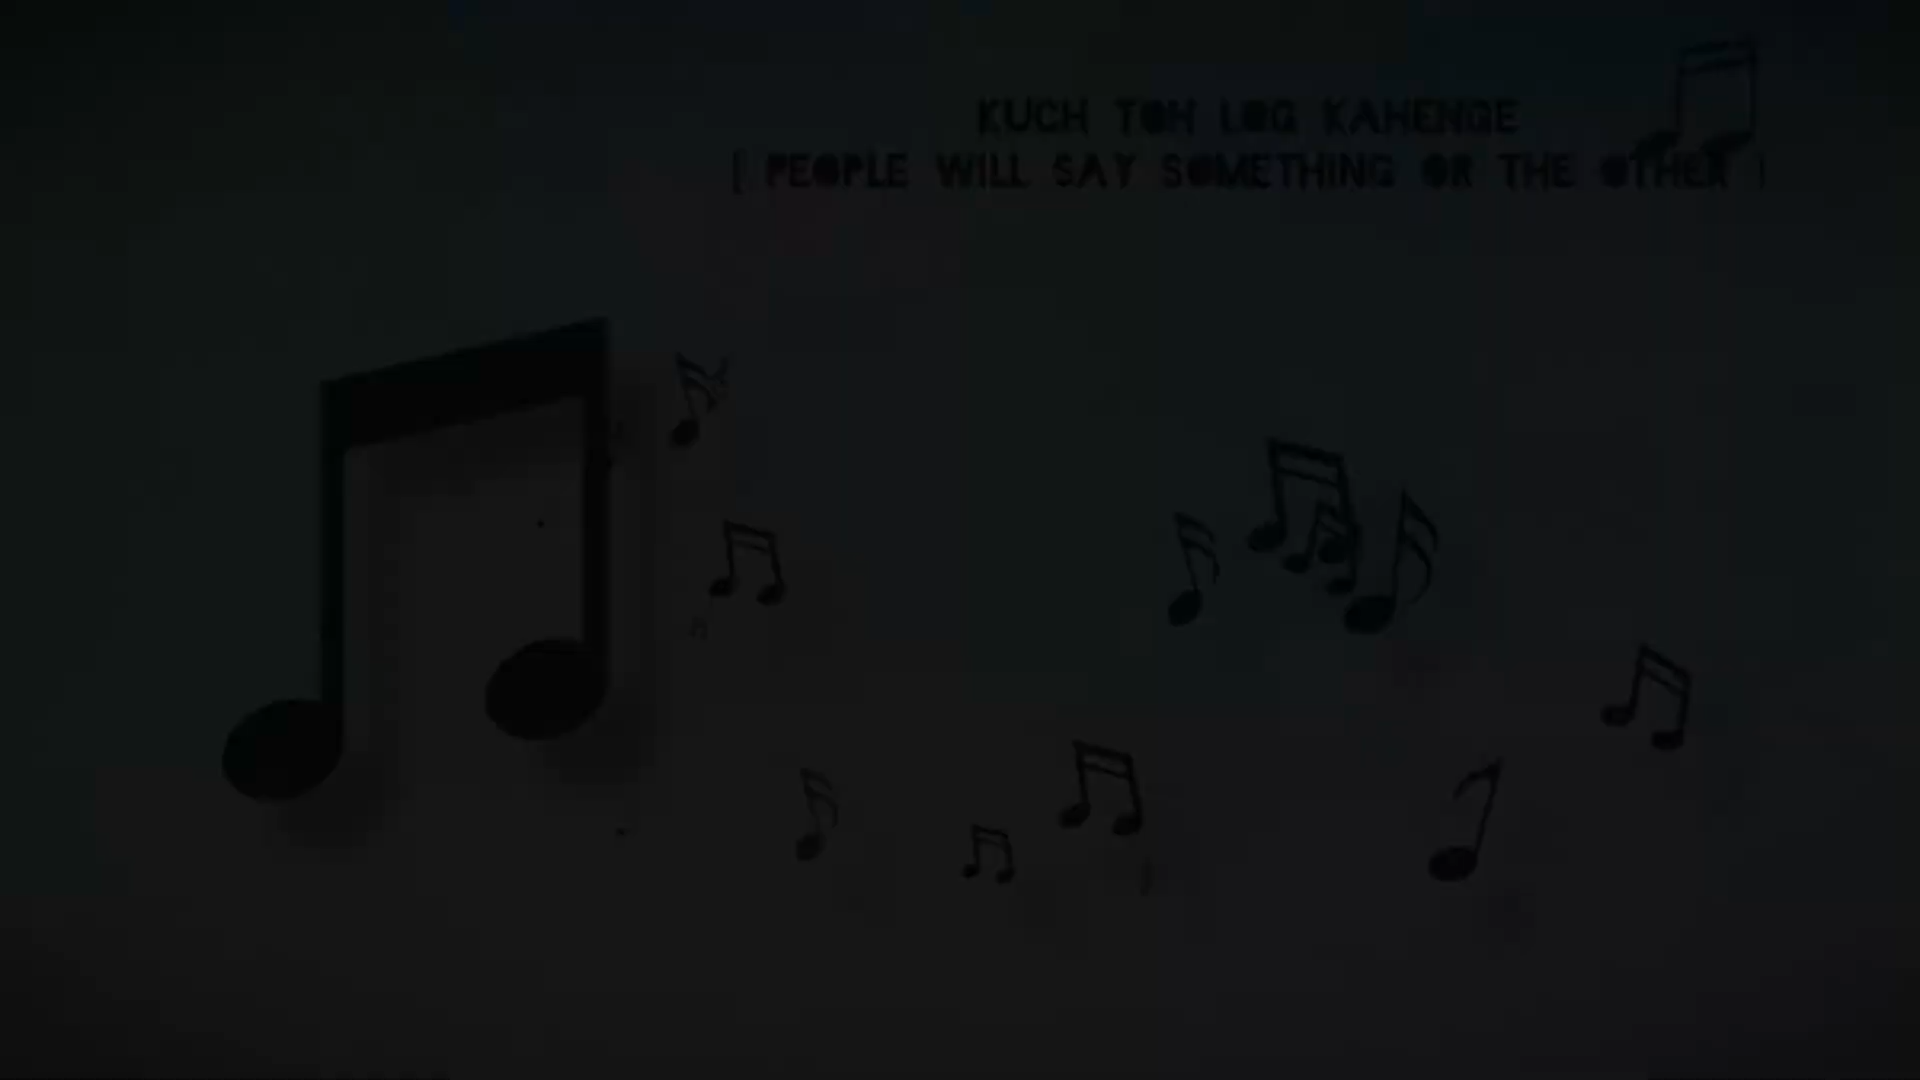 KUCH TOH LOG KAHENGE
[ PEOPLE WILL SAY SOMETHING OR THE OTHER ]